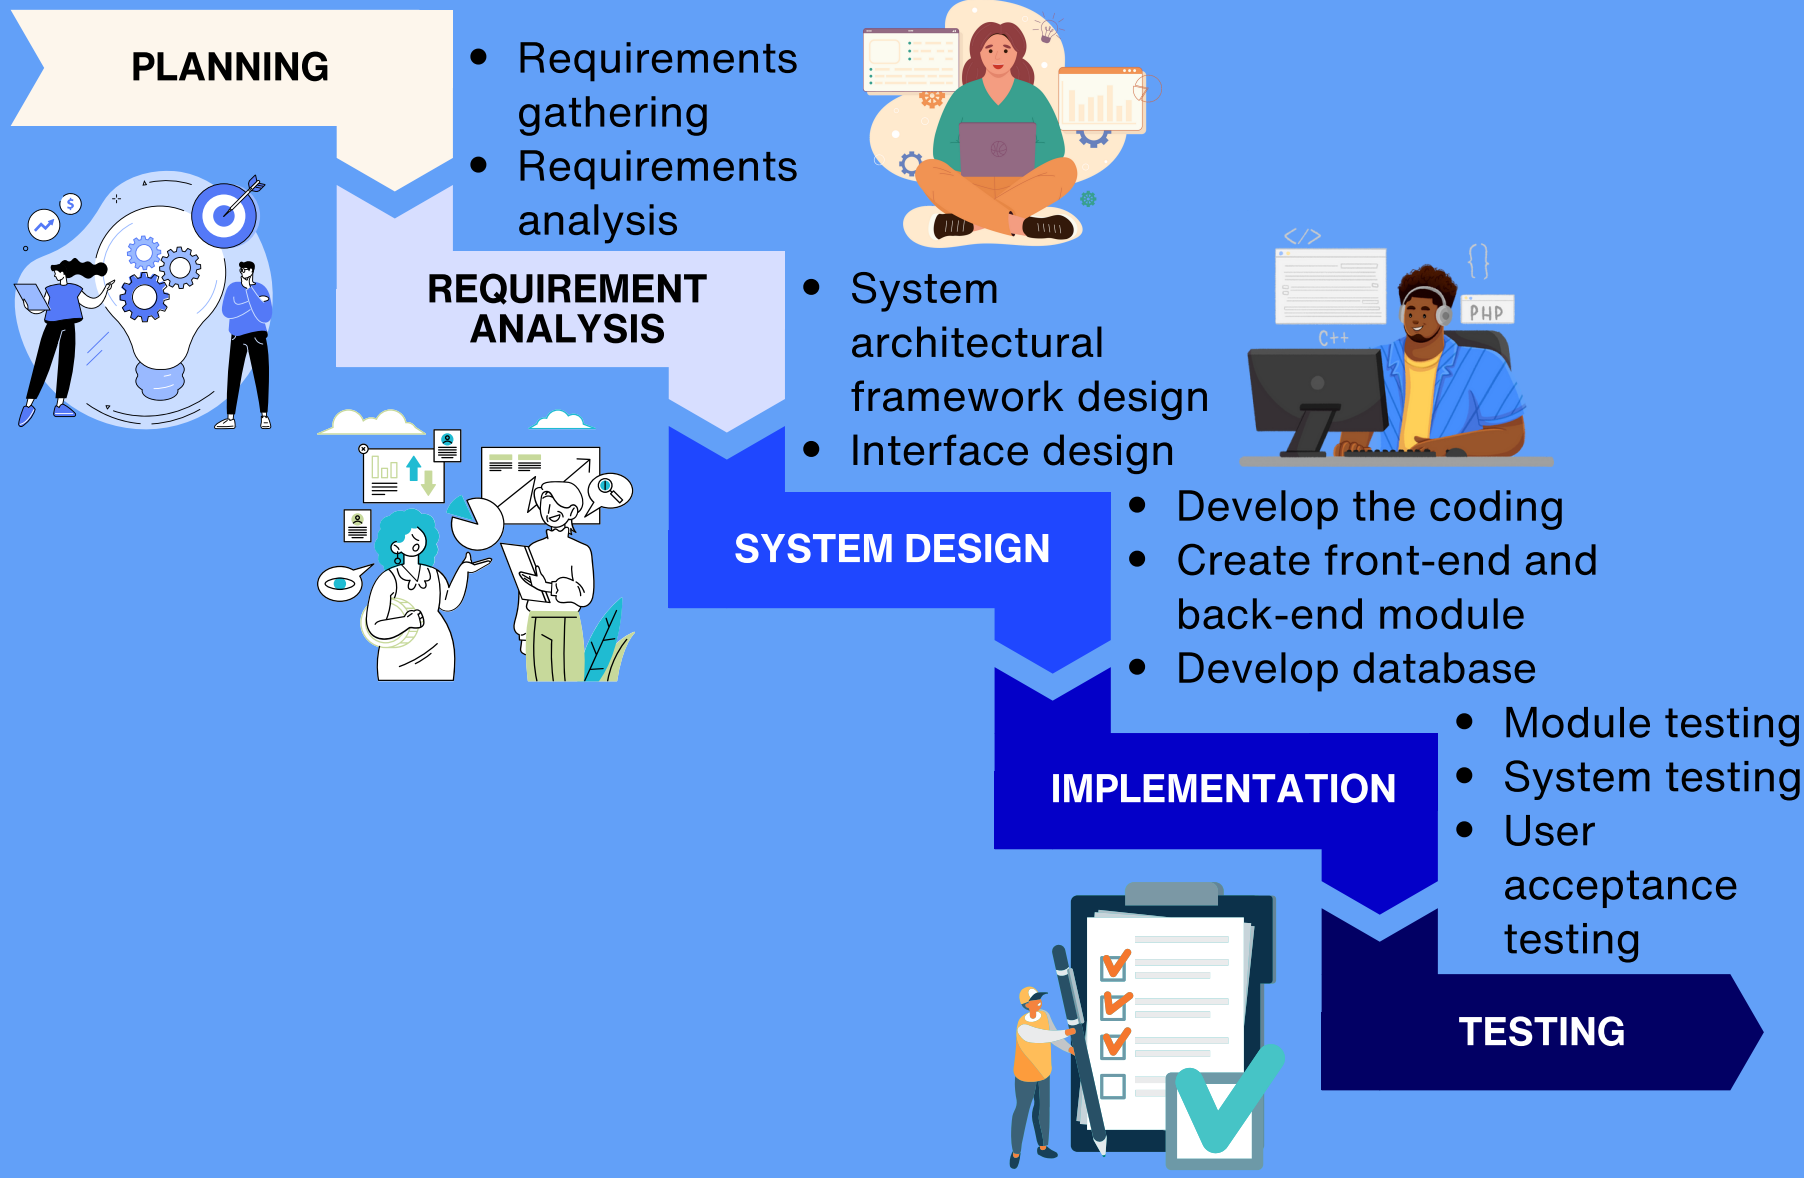 PLANNING
• Requirements
gathering
• Requirements
analysis
$
REQUIREMENT
ANALYSIS
• System
architectural
framework design
• Interface design
</>
{}
PHP
C++
SYSTEM DESIGN
• Develop the coding
• Create front-end and
back-end module
• Develop database
IMPLEMENTATION
• Module testing
• System testing
• User
acceptance
testing
TESTING